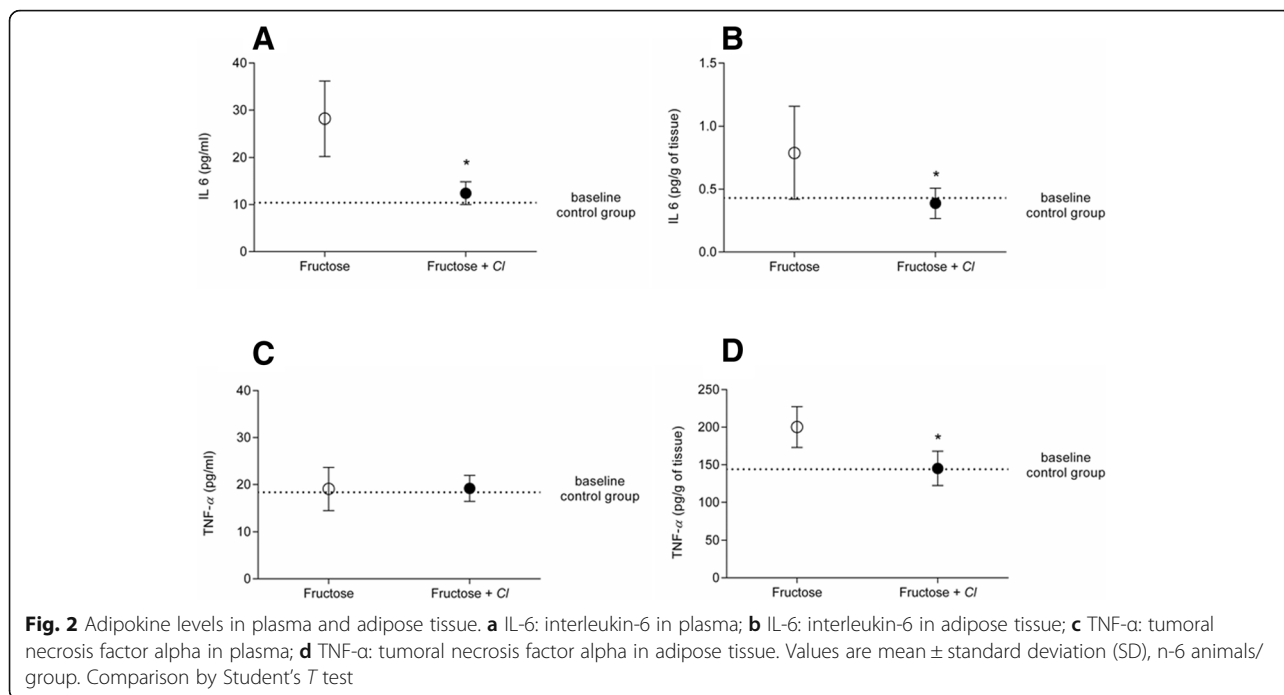 A
40
30
20
10
0
IL 6 (pg/ml)
*
baseline
control group
Fructose
Fructose + CI
B
1.5
1.0
0.5
0.0
IL 6 (pg/g of tissue)
*
baseline
control group
Fructose
Fructose + CI
C
40
30
20
10
0
TNF-α (pg/ml)
baseline
control group
Fructose
Fructose + CI
D
250
200
150
100
50
0
TNF-α (pg/g of tissue)
*
baseline
control group
Fructose
Fructose + CI
Fig. 2 Adipokine levels in plasma and adipose tissue. a IL-6: interleukin-6 in plasma; b IL-6: interleukin-6 in adipose tissue; c TNF-α: tumoral
necrosis factor alpha in plasma; d TNF-α: tumoral necrosis factor alpha in adipose tissue. Values are mean ± standard deviation (SD), n-6 animals/
group. Comparison by Student's T test